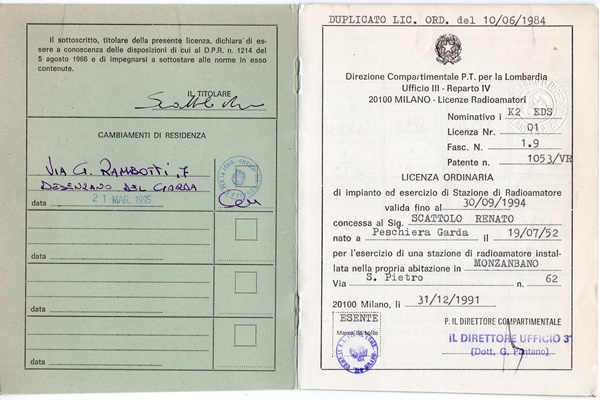 Il sottoscritto, titolare della presente licenza, dichiara di es-
sere a conoscenza delle disposizioni di cui al D.P.R. n. 1214 del
5 agosto 1966 e di impegnarsi a sottostare alle norme in esso
contenute.
IL TITOLARE
CAMBIAMENTI DI RESIDENZA
VIA G. RAMBOTTI, 7
DESENZANO DEL GARDA
data 21 MAR. 1995
data
data
data
DUPLICATO LIC. ORD. del 10/06/1984
Direzione Compartimentale P.T. per la Lombardia
Ufficio III - Reparto IV
20100 MILANO - Licenze Radioamatori
Nominativo i K2 EDS
Licenza Nr. 01
Fasc. N. 1.9
Patente n. 1053/VR
LICENZA ORDINARIA
di impianto ed esercizio di Stazione di Radioamatore
valida fino al 30/09/1994
concessa al Sig. SCATTOLO RENATO
nato a Peschiera Garda il 19/07/52
per l'esercizio di una stazione di radioamatore instal-
lata nella propria abitazione in MONZANBANO
Via S. Pietro n. 62
20100 Milano, li 31/12/1991
ESENTE
Marca da bollo
P. IL DIRETTORE COMPARTIMENTALE
IL DIRETTORE UFFICIO 3°
(Dott. G. Pantano)